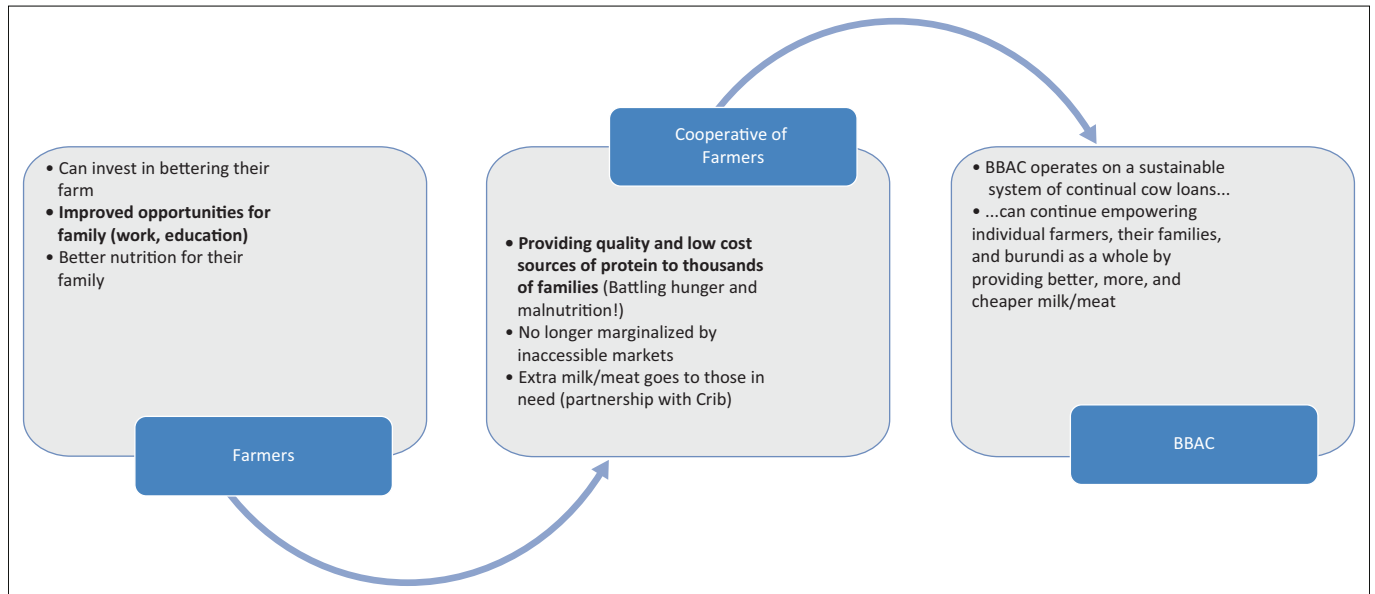 • Can invest in bettering their
farm
• Improved opportunities for
family (work, education)
• Better nutrition for their
family
Farmers
Cooperative of
Farmers
• Providing quality and low cost
sources of protein to thousands
of families (Battling hunger and
malnutrition!)
• No longer marginalized by
inaccessible markets
• Extra milk/meat goes to those in
need (partnership with Crib)
• BBAC operates on a sustainable
system of continual cow loans...
• ...can continue empowering
individual farmers, their families,
and burundi as a whole by
providing better, more, and
cheaper milk/meat
BBAC